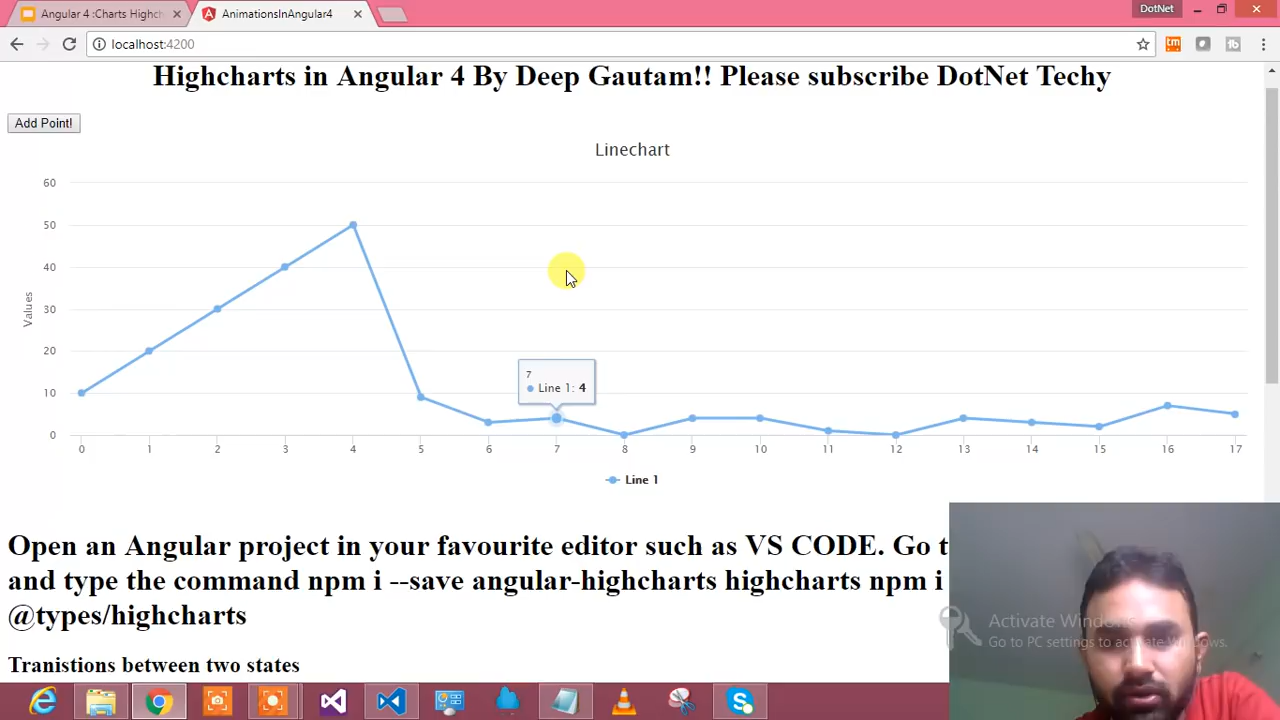 Angular 4 :Charts Highch
AnimationsInAngular4
DotNet
localhost:4200
Highcharts in Angular 4 By Deep Gautam!! Please subscribe DotNet Techy
Add Point!
Linechart
60
50
40
30
20
10
0
Values
7
Line 1: 4
0 1 2 3 4 5 6 7 8 9 10 11 12 13 14 15 16 17
Line 1
Open an Angular project in your favourite editor such as VS CODE. Go t
and type the command npm i --save angular-highcharts highcharts npm i
@types/highcharts
Activate Windows
Go to PC settings to activate Windows.
Tranistions between two states